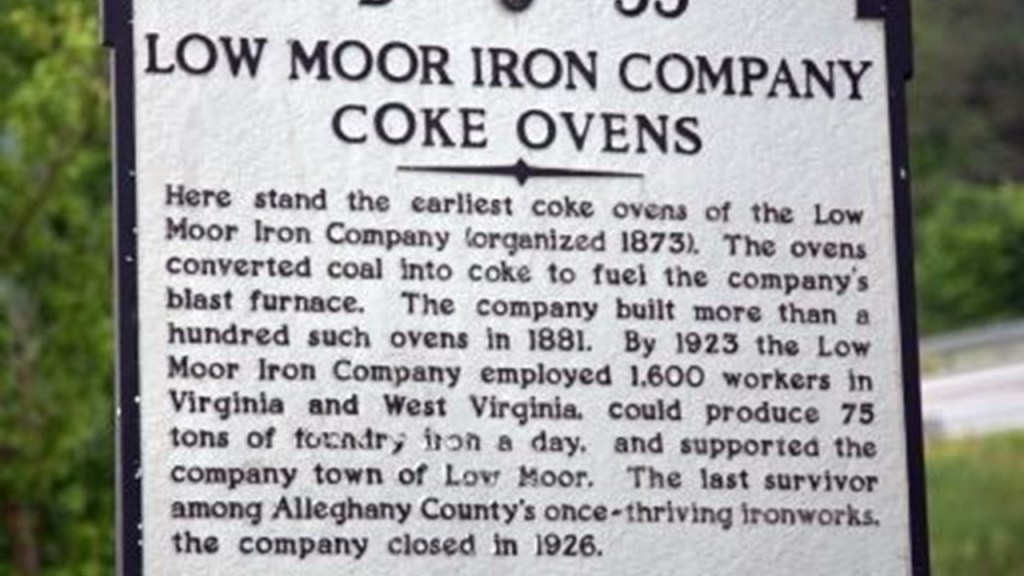 LOW MOOR IRON COMPANY
COKE OVENS
Here stand the earliest coke ovens of the Low
Moor Iron Company (organized 1873). The ovens
converted coal into coke to fuel the company's
blast furnace. The company built more than a
hundred such ovens in 1881. By 1923 the Low
Moor Iron Company employed 1,600 workers in
Virginia and West Virginia, could produce 75
tons of foundry iron a day, and supported the
company town of Low Moor. The last survivor
among Alleghany County's once-thriving ironworks,
the company closed in 1926.